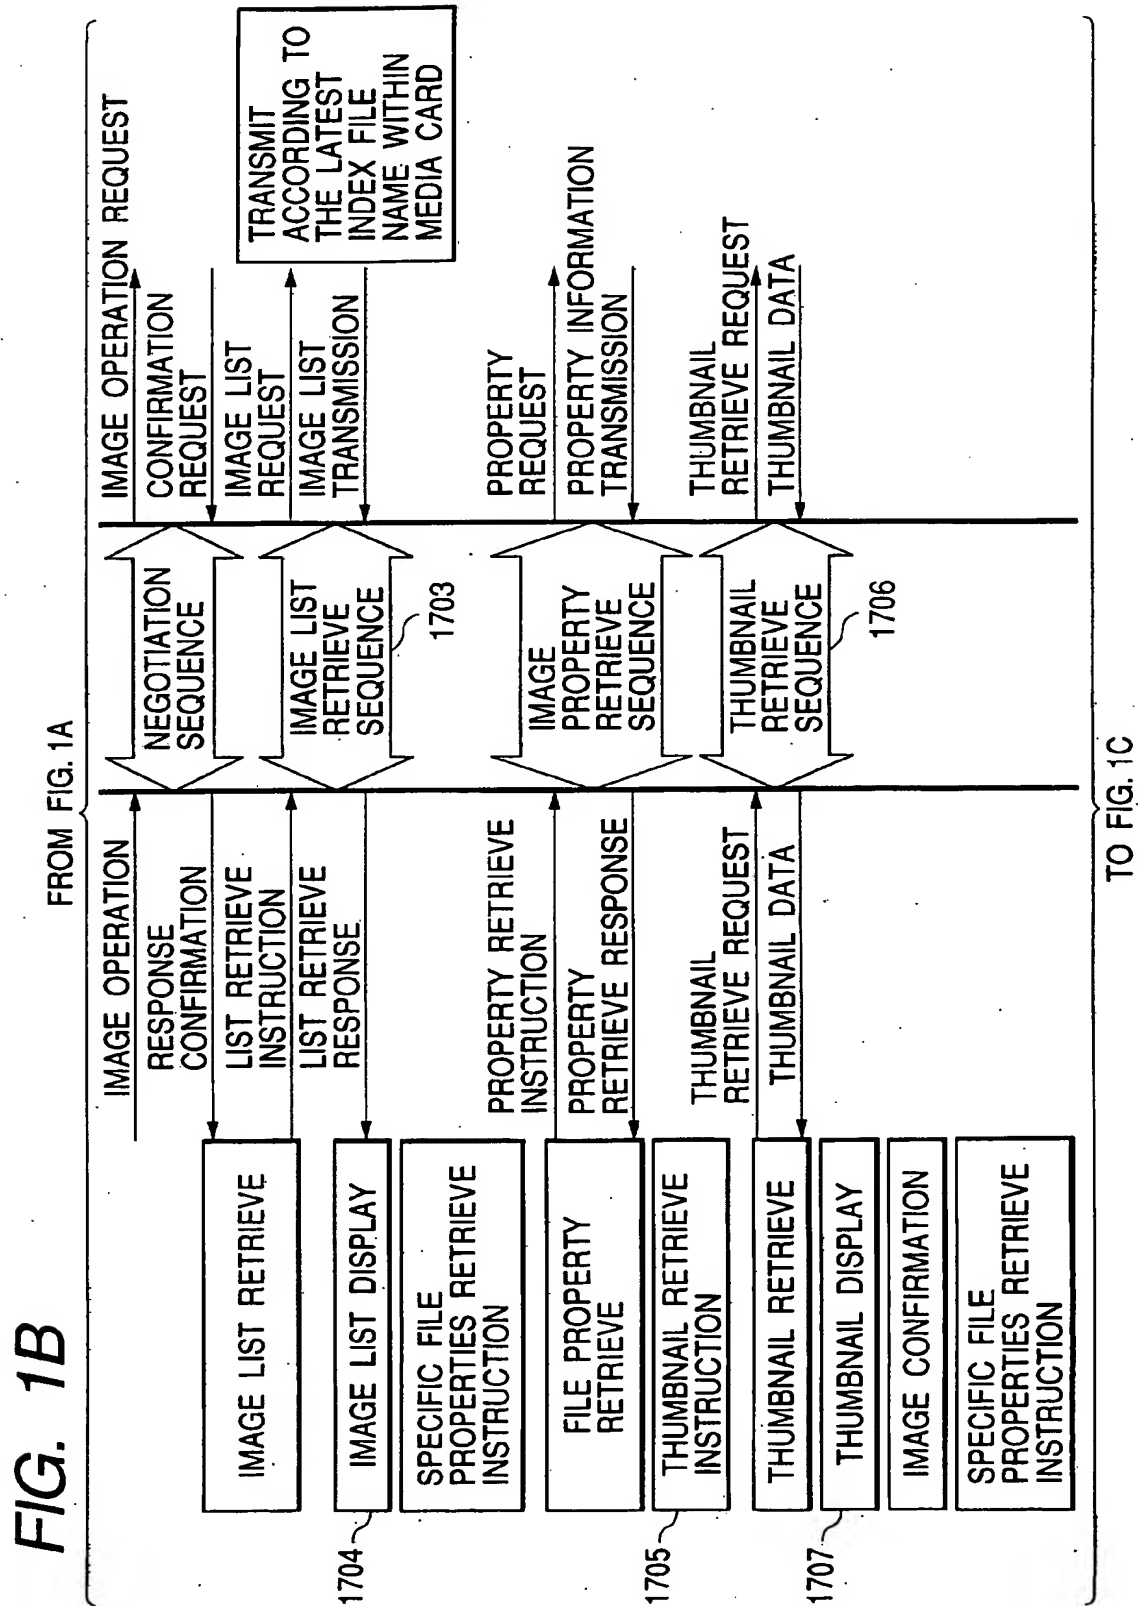 FIG. 1B
FROM FIG. 1A
IMAGE OPERATION
RESPONSE
CONFIRMATION
LIST RETRIEVE
INSTRUCTION
LIST RETRIEVE
RESPONSE
PROPERTY RETRIEVE
INSTRUCTION
PROPERTY
RETRIEVE RESPONSE
THUMBNAIL
RETRIEVE REQUEST
THUMBNAIL DATA
IMAGE LIST RETRIEVE
1704
IMAGE LIST DISPLAY
SPECIFIC FILE
PROPERTIES RETRIEVE
INSTRUCTION
FILE PROPERTY
RETRIEVE
1705
THUMBNAIL RETRIEVE
INSTRUCTION
THUMBNAIL RETRIEVE
1707
THUMBNAIL DISPLAY
IMAGE CONFIRMATION
SPECIFIC FILE
PROPERTIES RETRIEVE
INSTRUCTION
NEGOTIATION
SEQUENCE
IMAGE LIST
RETRIEVE
SEQUENCE
1703
IMAGE
PROPERTY
RETRIEVE
SEQUENCE
THUMBNAIL
RETRIEVE
SEQUENCE
1706
IMAGE OPERATION REQUEST
CONFIRMATION
REQUEST
IMAGE LIST
REQUEST
IMAGE LIST
TRANSMISSION
TRANSMIT
ACCORDING TO
THE LATEST
INDEX FILE
NAME WITHIN
MEDIA CARD
PROPERTY
REQUEST
PROPERTY INFORMATION
TRANSMISSION
THUMBNAIL
RETRIEVE REQUEST
THUMBNAIL DATA
TO FIG. 1C